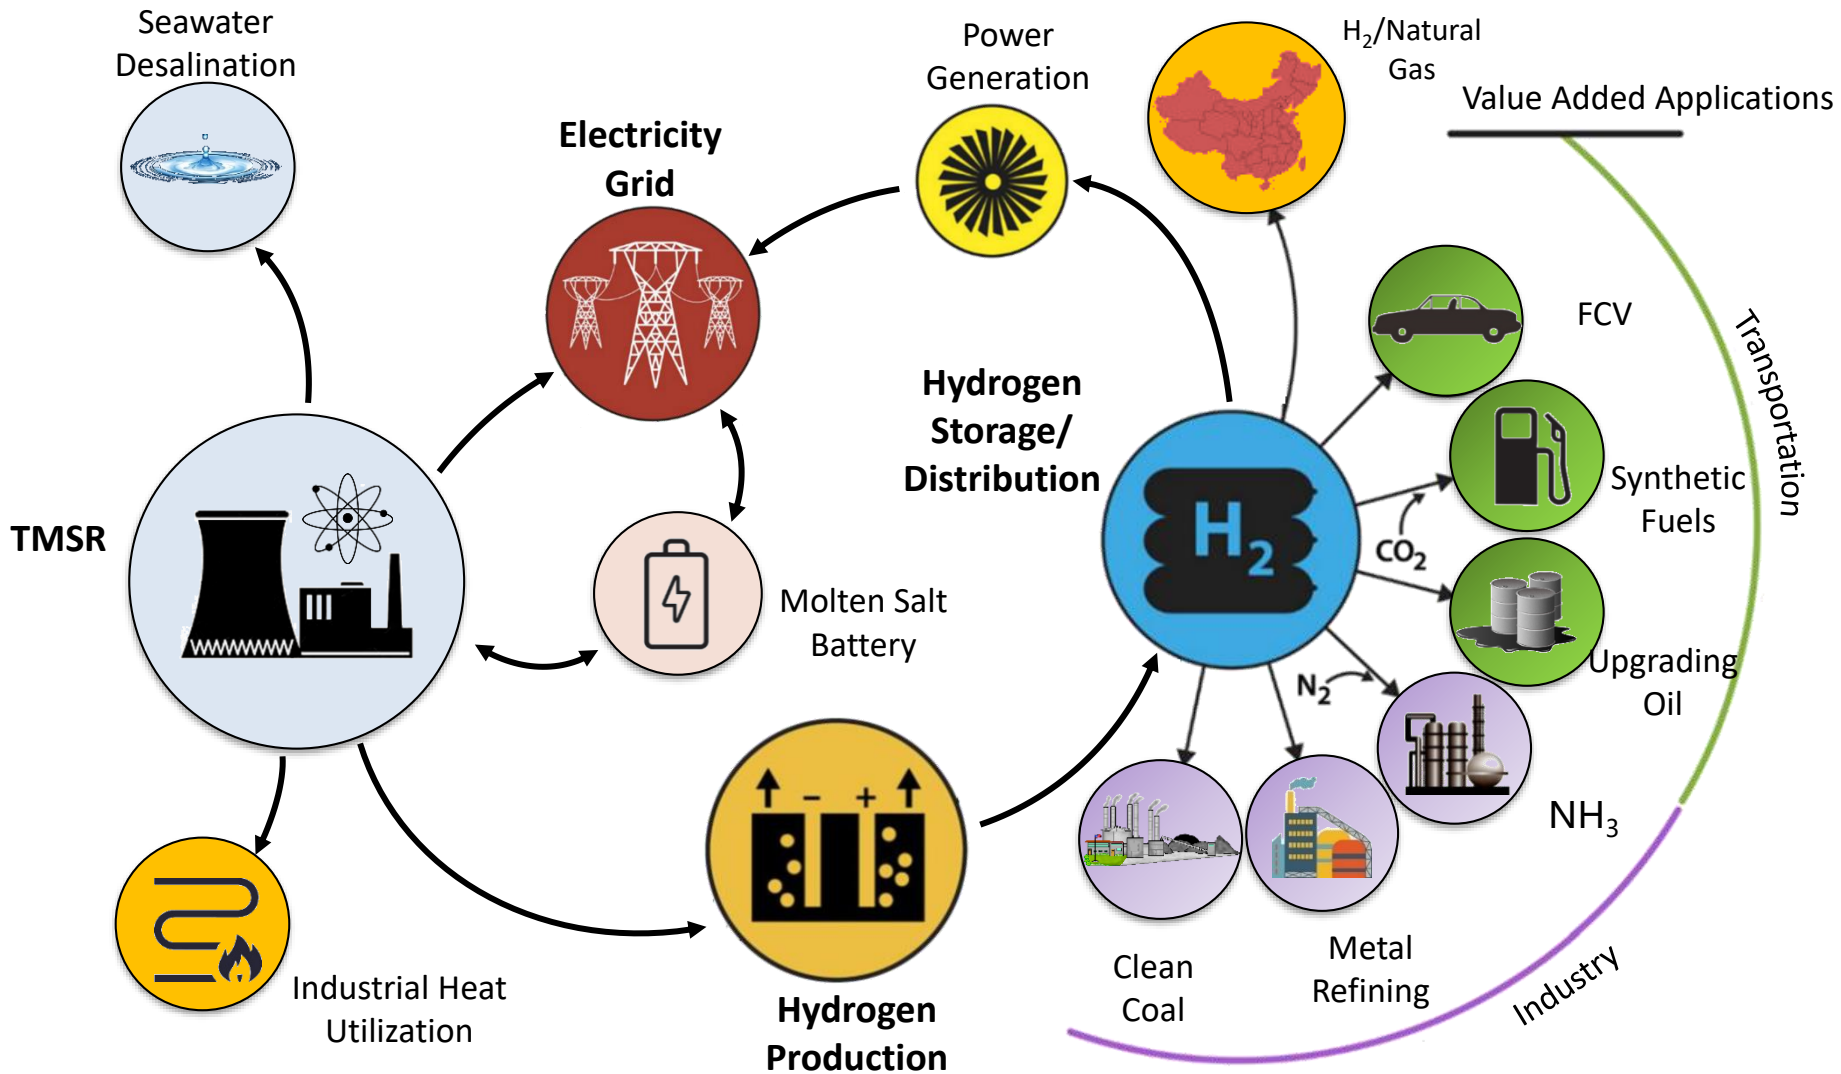 Seawater
Desalination
Power
Generation
H₂/Natural
Gas
Value Added Applications
Electricity
Grid
FCV
Transportation
Hydrogen
Storage/
Distribution
H₂
Synthetic
Fuels
CO₂
TMSR
Molten Salt
Battery
Upgrading
Oil
N₂
NH₃
- +
Metal
Refining
Clean
Coal
Industry
Industrial Heat
Utilization
Hydrogen
Production